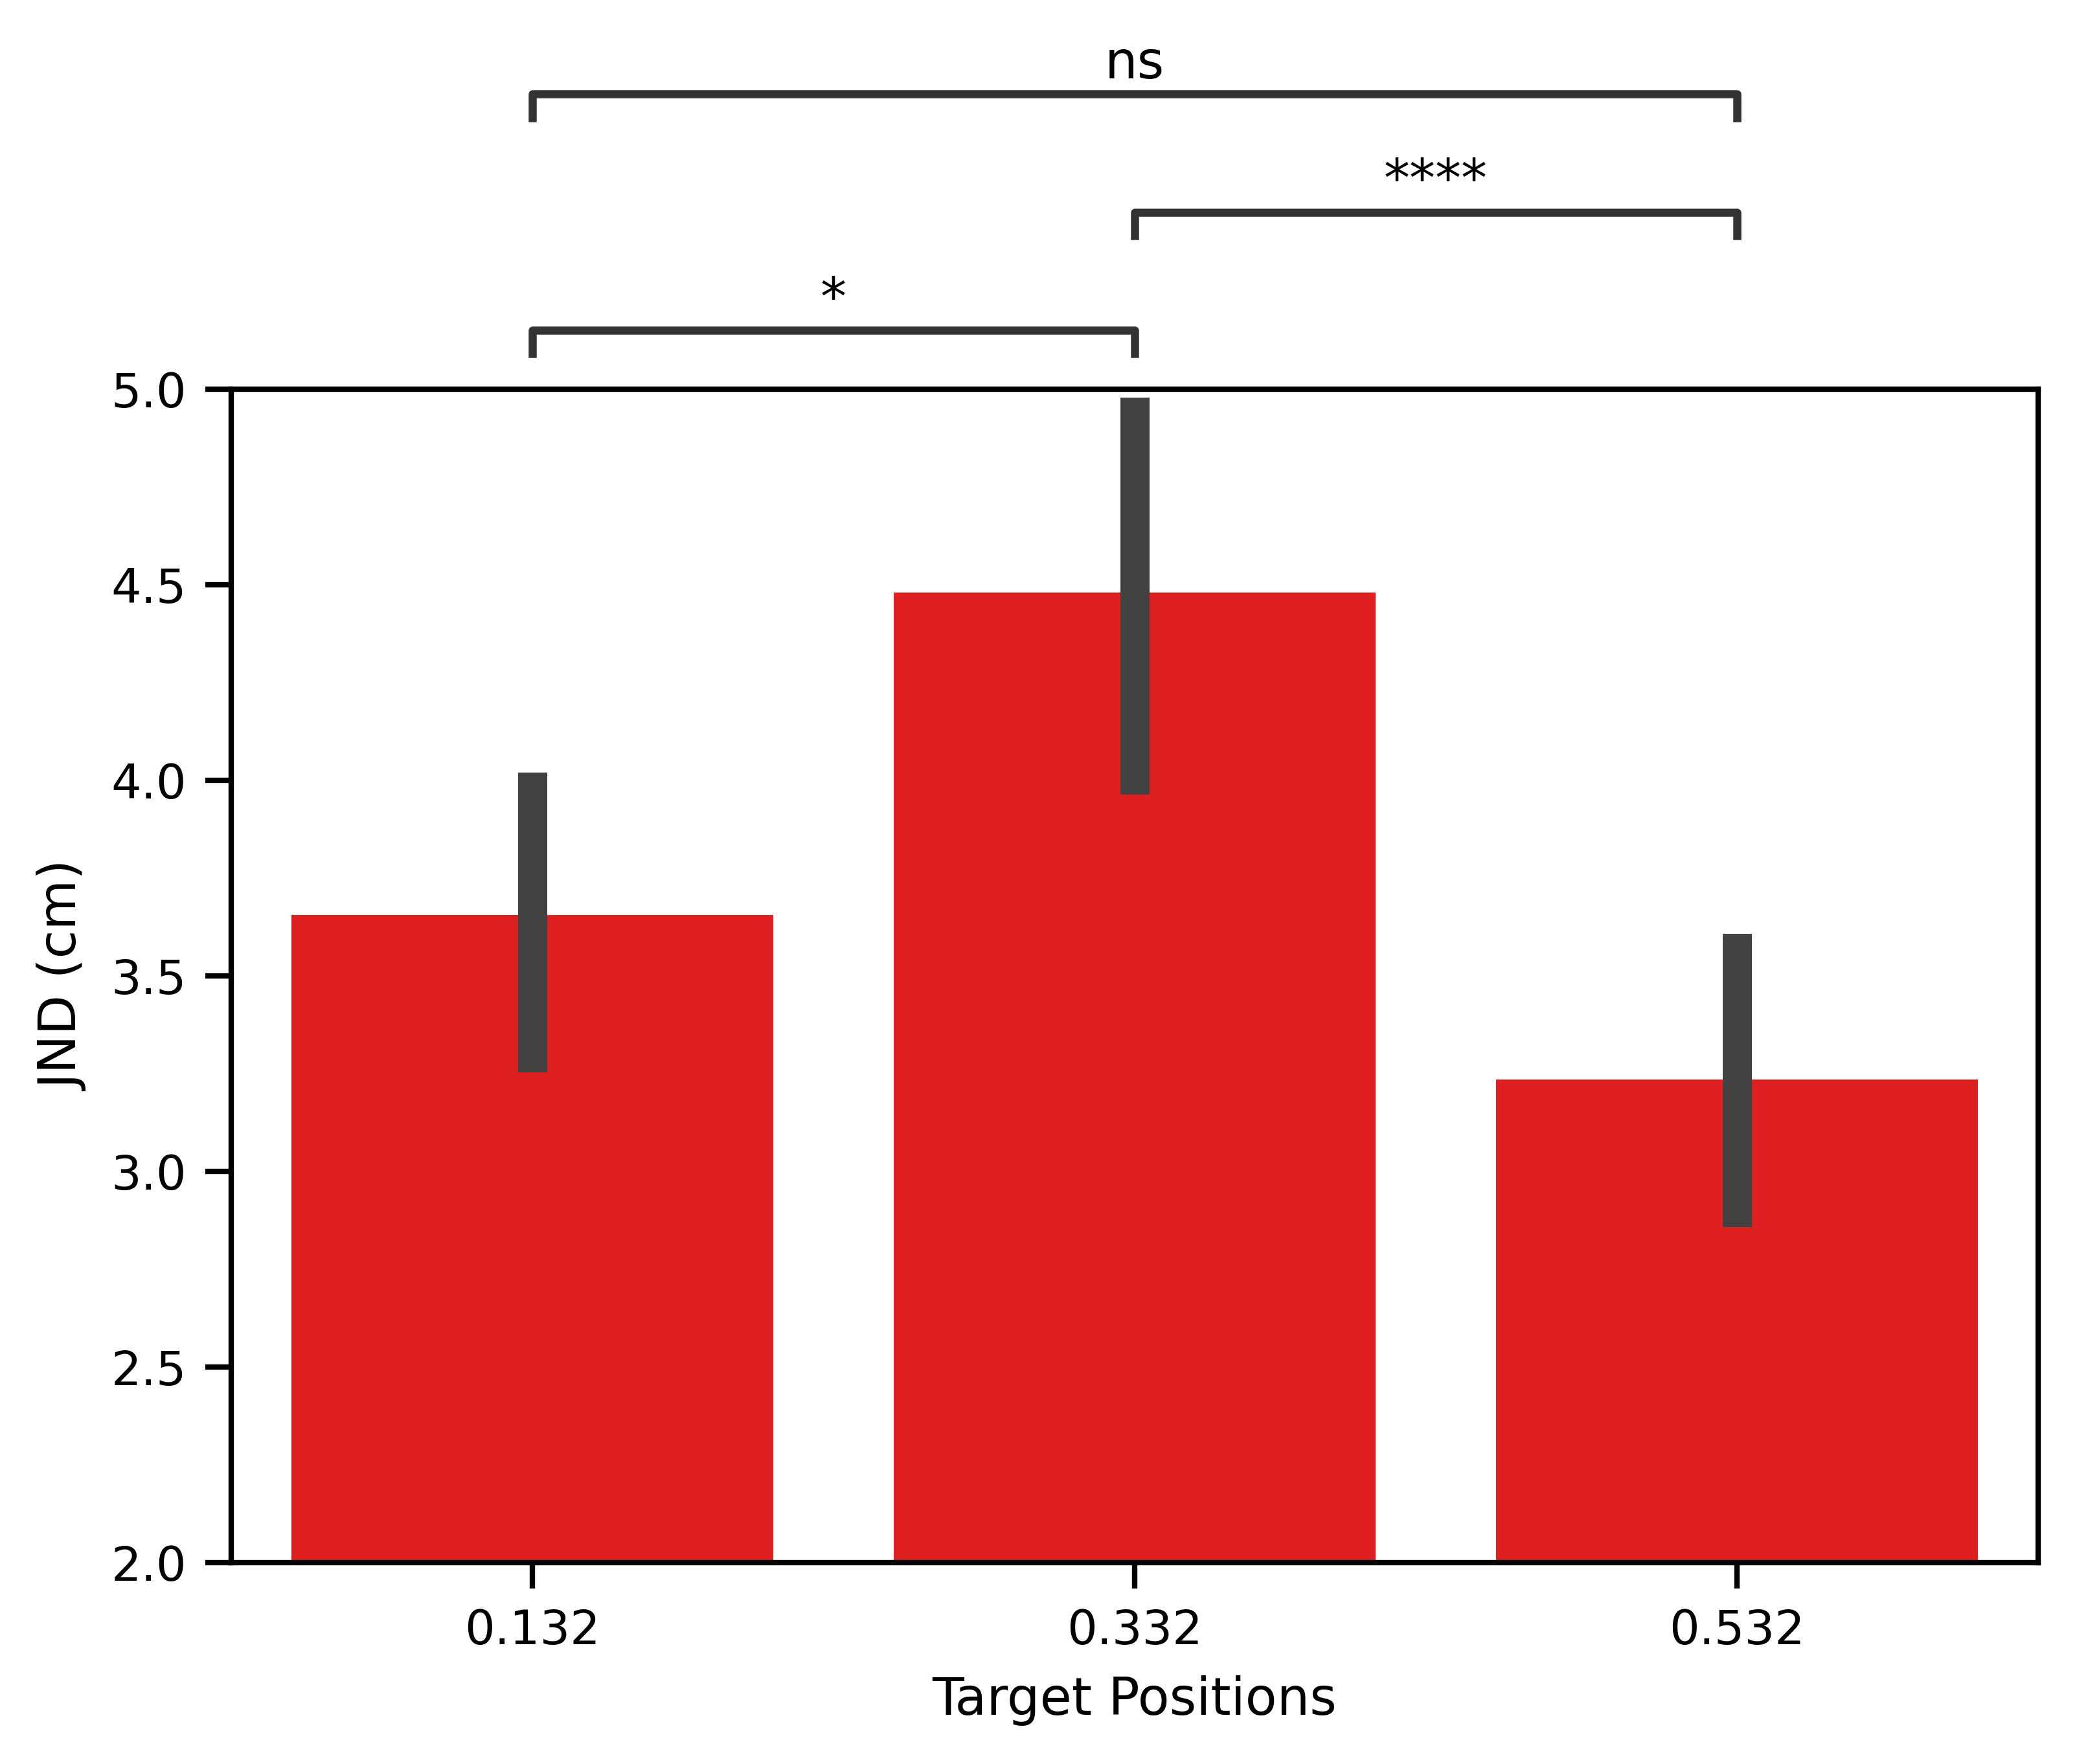 ns
****
*
5.0
4.5
4.0
3.5
3.0
2.5
2.0
JND (cm)
0.132 0.332 0.532
Target Positions